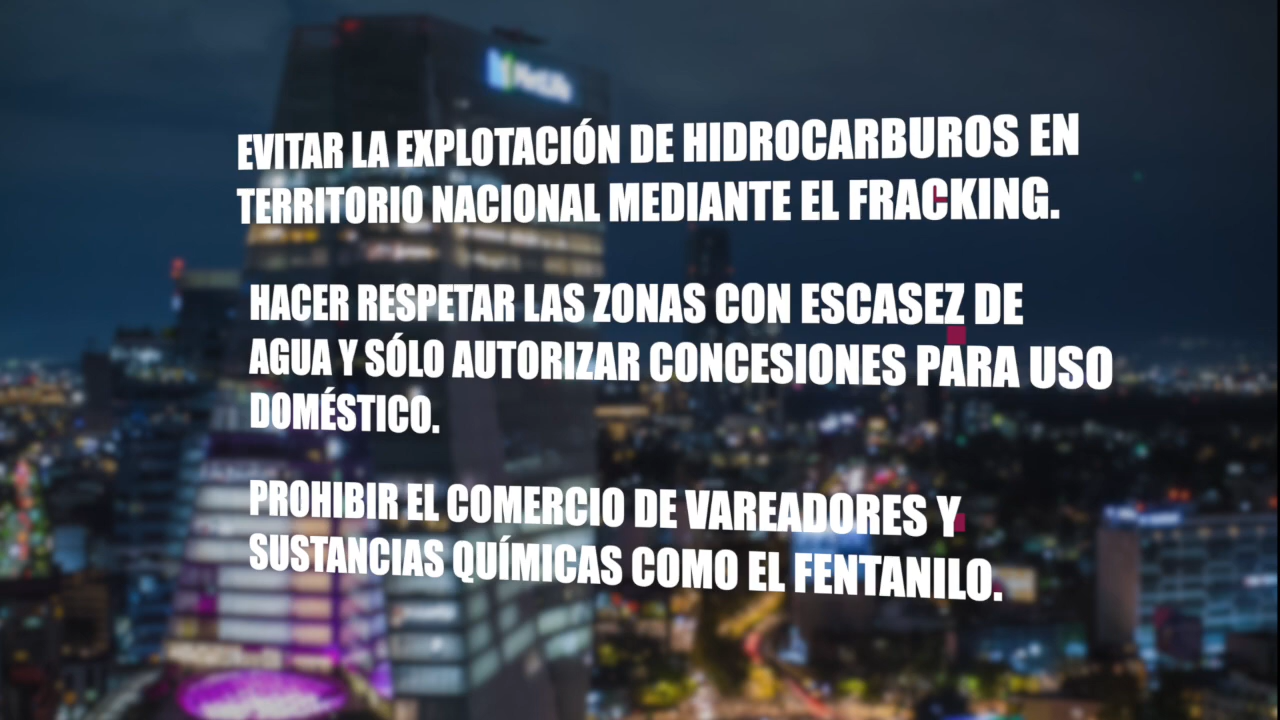 EVITAR LA EXPLOTACIÓN DE HIDROCARBUROS EN
TERRITORIO NACIONAL MEDIANTE EL FRACKING.
HACER RESPETAR LAS ZONAS CON ESCASEZ DE
AGUA Y SÓLO AUTORIZAR CONCESIONES PARA USO
DOMÉSTICO.
PROHIBIR EL COMERCIO DE VAREADORES Y
SUSTANCIAS QUÍMICAS COMO EL FENTANILO.